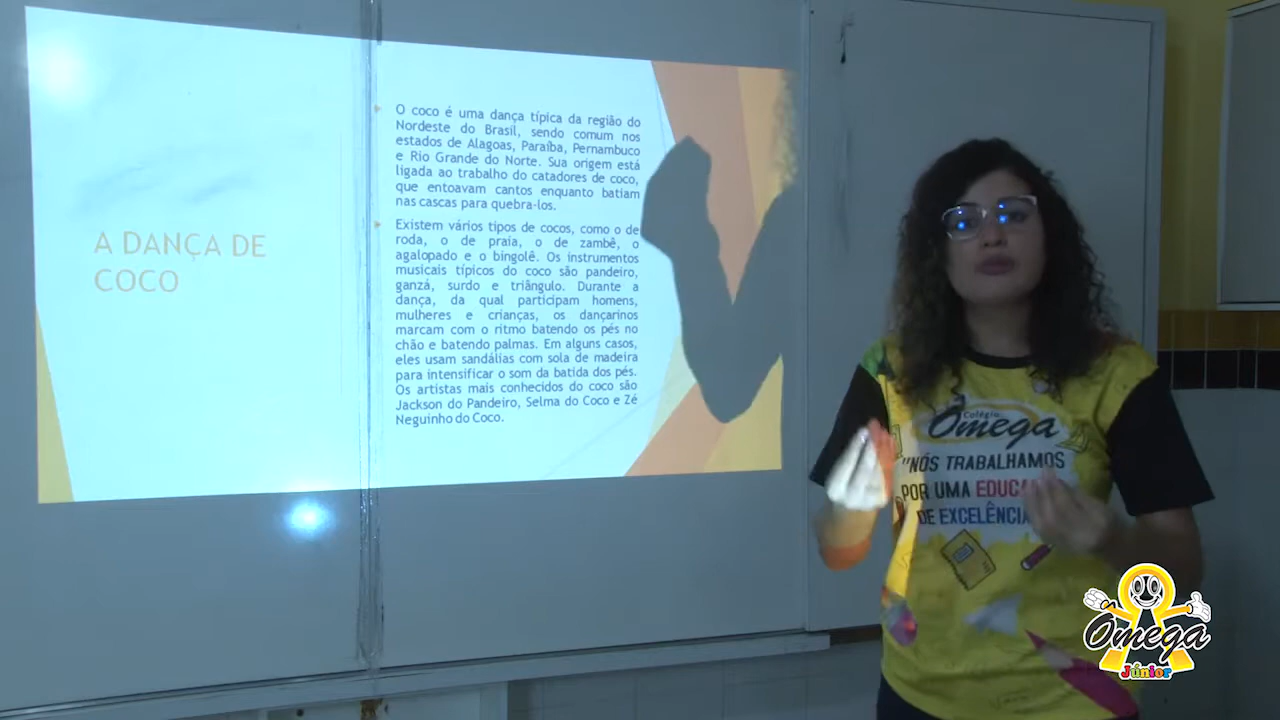 A DANÇA DE
COCO
O coco é uma dança típica da região do
Nordeste do Brasil, sendo comum nos
estados de Alagoas, Paraíba, Pernambuco
e Rio Grande do Norte. Sua origem está
ligada ao trabalho do catadores de coco,
que entoavam cantos enquanto batiam
nas cascas para quebra-los.
Existem vários tipos de cocos, como o de
roda, o de praia, o de zambê, o
agalopado e o bingolê. Os instrumentos
musicais típicos do coco são pandeiro,
ganzá, surdo e triângulo. Durante a
dança, da qual participam homens,
mulheres e crianças, os dançarinos
marcam com o ritmo batendo os pés no
chão e batendo palmas. Em alguns casos,
eles usam sandálias com sola de madeira
para intensificar o som da batida dos pés.
Os artistas mais conhecidos do coco são
Jackson do Pandeiro, Selma do Coco e Zé
Neguinho do Coco.
Colégio
Ômega
"NÓS TRABALHAMOS
POR UMA
DE EXCELÊNCIA
Ômega
Júnior